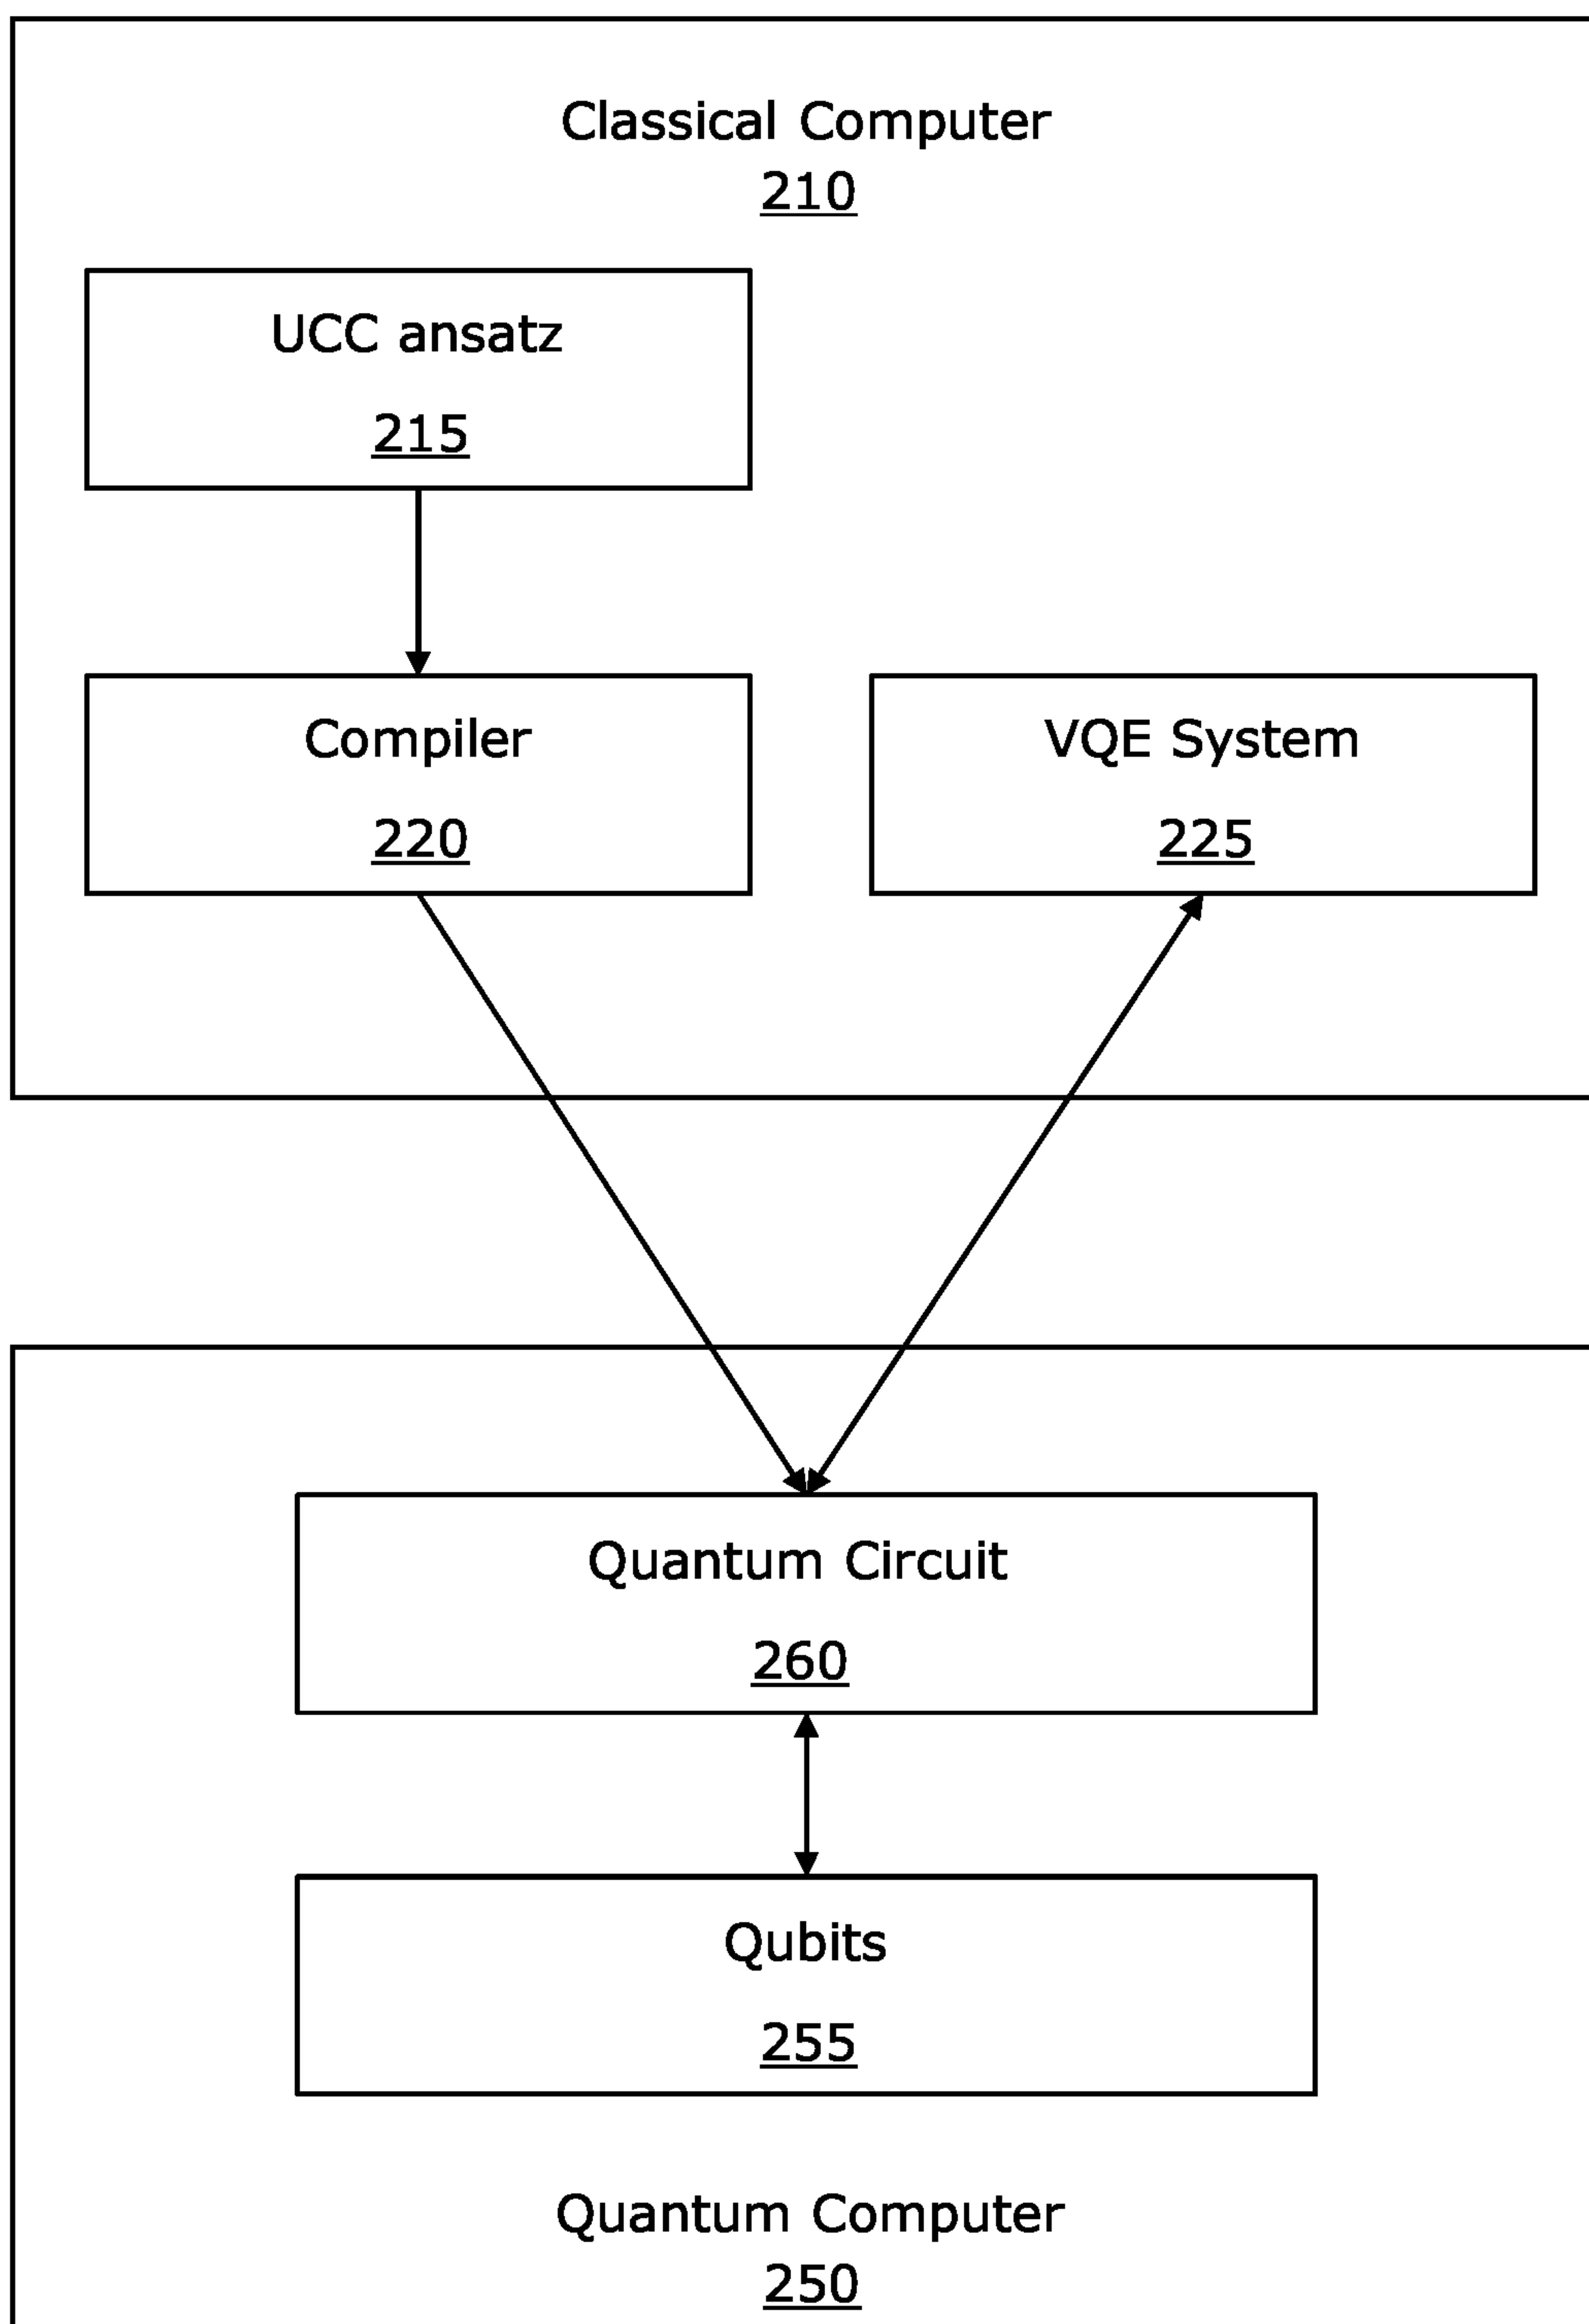 Classical Computer
210
UCC ansatz
215
Compiler
220
VQE System
225
Quantum Circuit
260
Qubits
255
Quantum Computer
250